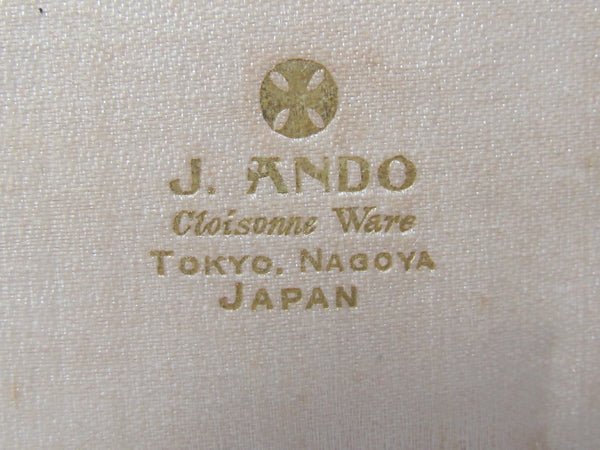 J. ANDO
Cloisonne Ware
TOKYO. NAGOYA
JAPAN